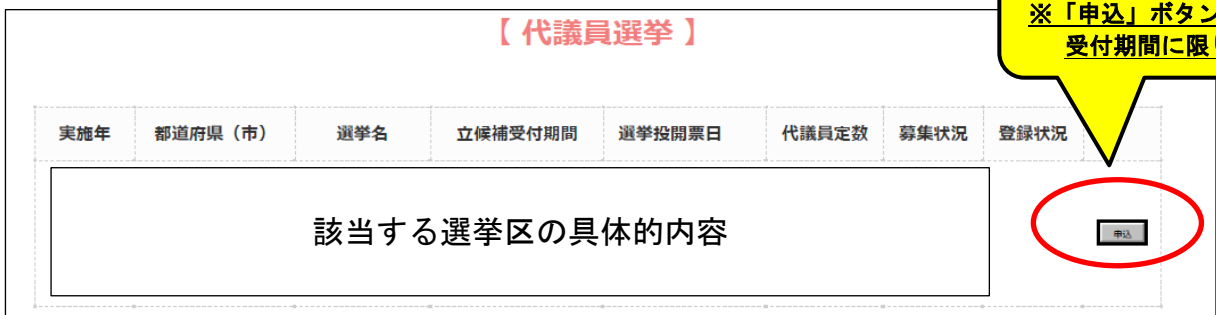 ※「申込」ボタン
受付期間に限り
【 代議員選挙 】
実施年 都道府県（市） 選挙名 立候補受付期間 選挙投開票日 代議員定数 募集状況 登録状況
該当する選挙区の具体的内容
申込